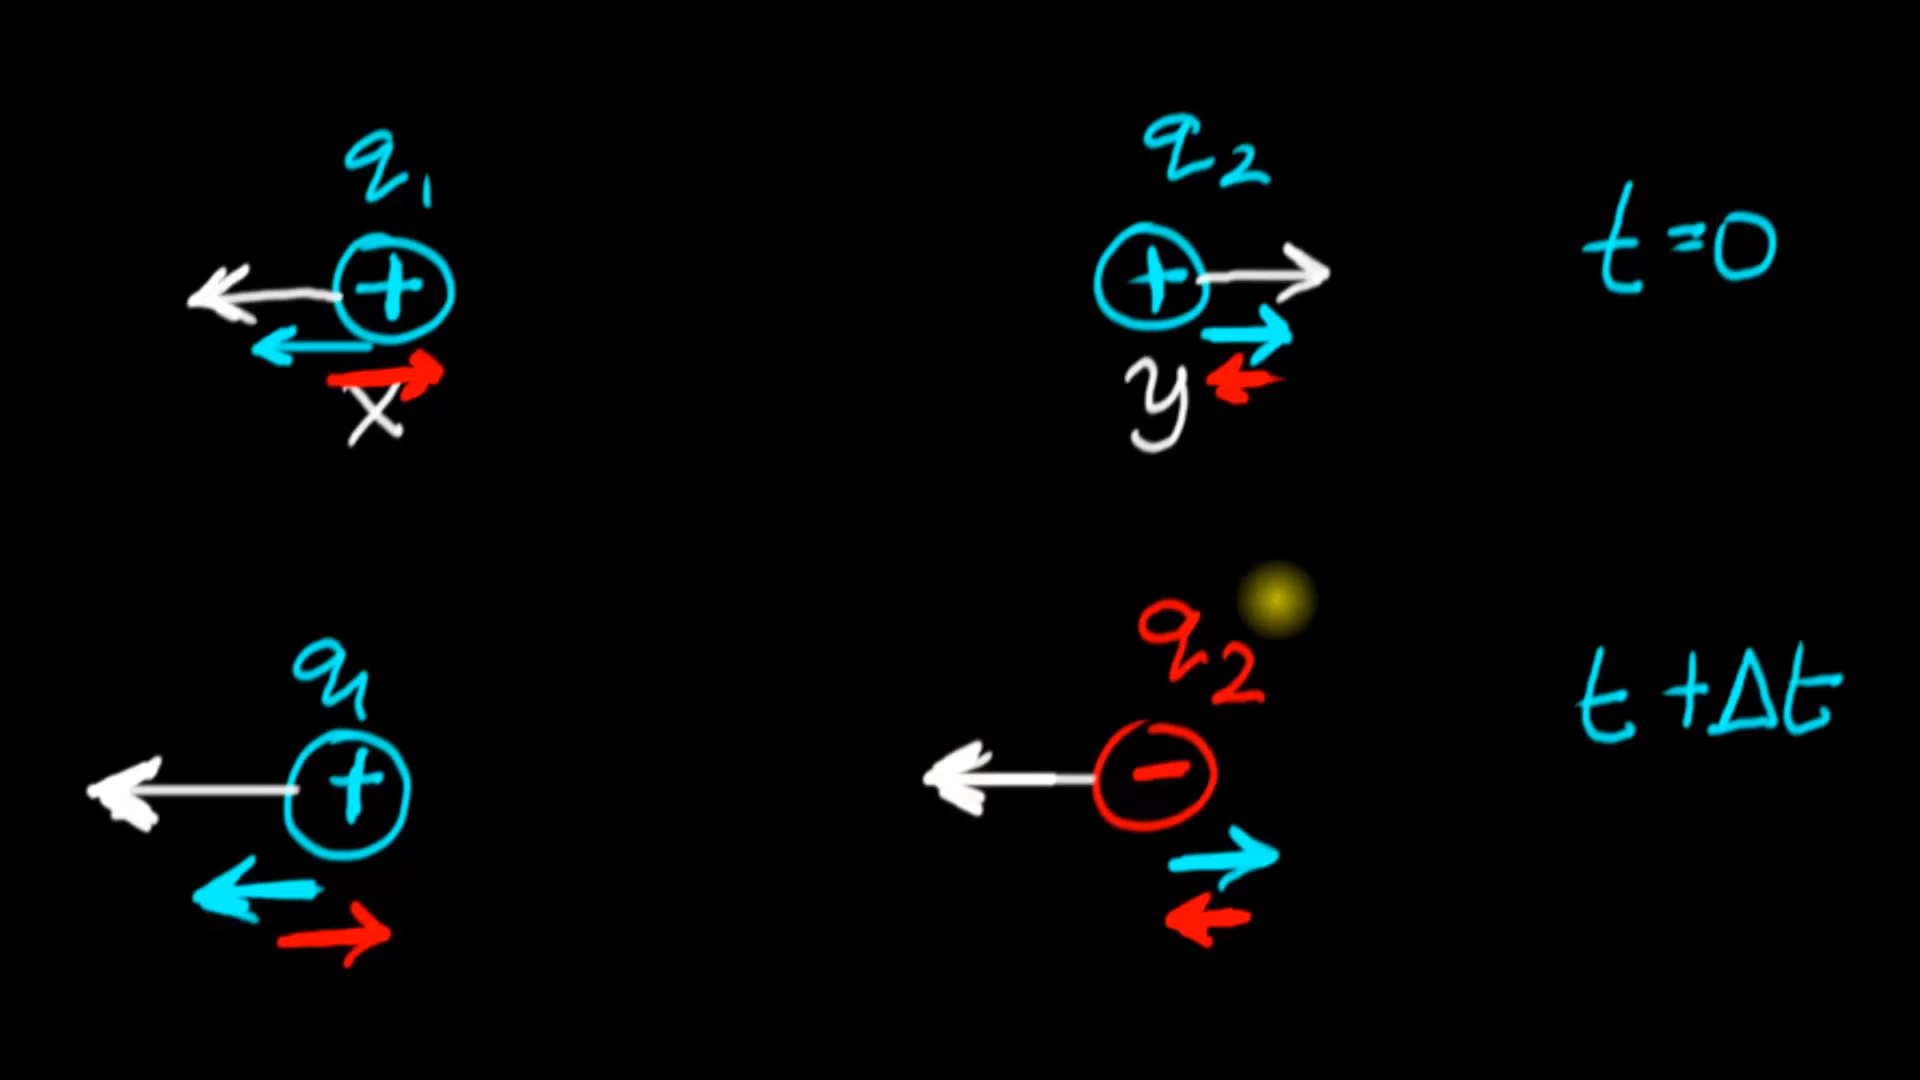 q1
q2
t=0
+
+
x
y
q1
q2
t+Δt
+
-